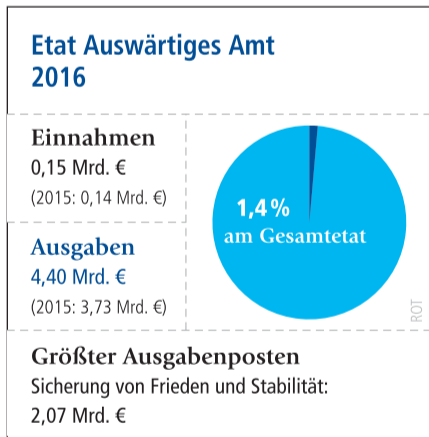 Etat Auswärtiges Amt
2016
Einnahmen
0,15 Mrd. €
(2015: 0,14 Mrd. €)
Ausgaben
4,40 Mrd. €
(2015: 3,73 Mrd. €)
1,4 %
am Gesamtetat
ROT
Größter Ausgabenposten
Sicherung von Frieden und Stabilität:
2,07 Mrd. €